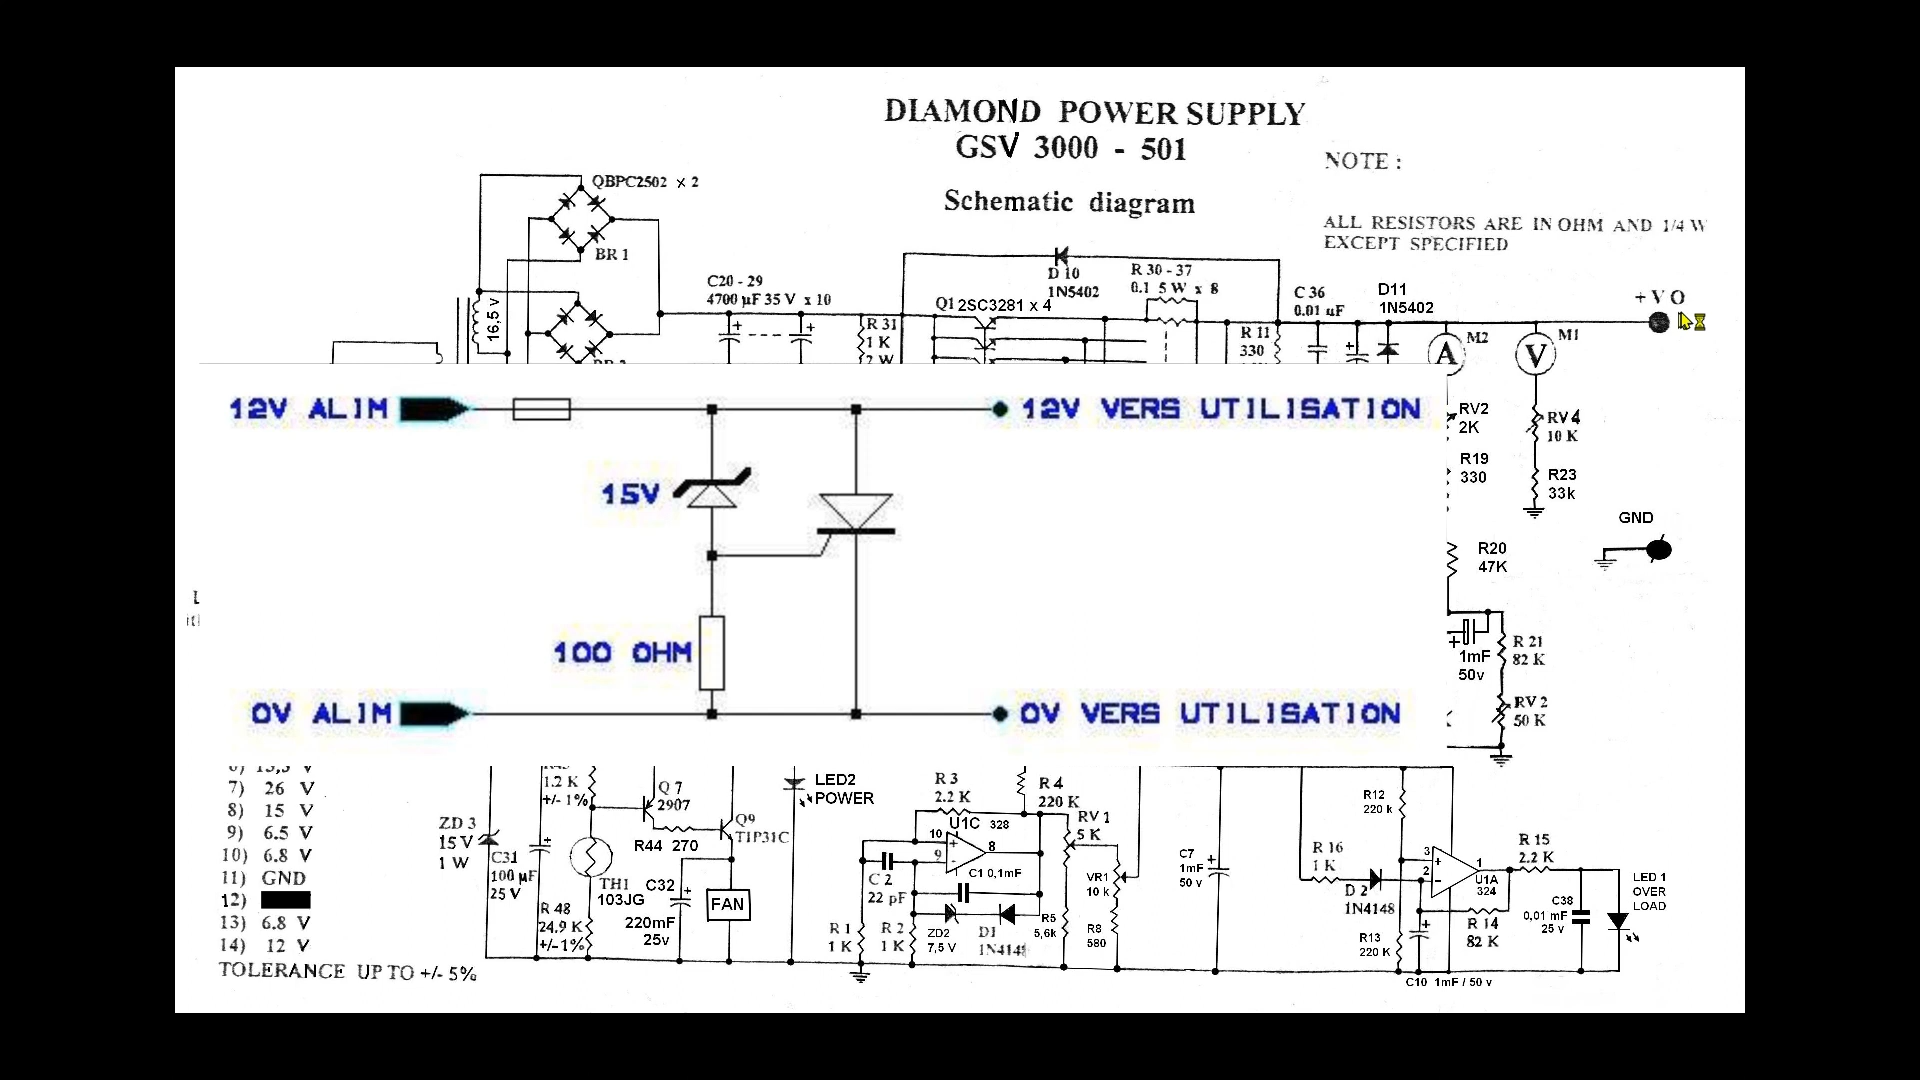 DIAMOND POWER SUPPLY
GSV 3000 - 501
Schematic diagram
NOTE :
ALL RESISTORS ARE IN OHM AND 1/4 W
EXCEPT SPECIFIED
QBPC2502 x 2
BR 1
16,5 V
C20 - 29
4700 µF 35 V x 10
R 31
1 K
2 W
Q1 2SC3281 x 4
D 10
1N5402
R 30 - 37
0.1 5 W x 8
R 11
330
C 36
0.01 uF
D11
1N5402
+ V O
A
M2
V
M1
12V ALIM
12V VERS UTILISATION
15V
100 OHM
0V ALIM
0V VERS UTILISATION
RV2
2K
RV 4
10 K
R19
330
R23
33k
GND
R20
47K
1mF
50v
R 21
82 K
RV 2
50 K
7) 26 V
8) 15 V
9) 6.5 V
10) 6.8 V
11) GND
12)
13) 6.8 V
14) 12 V
TOLERANCE UP TO +/- 5%
ZD 3
15 V
1 W
C31
100 µF
25 V
1.2 K
+/- 1%
Q 7
2907
R44 270
Q9
TIP31C
TH1
103JG
R 48
24.9 K
+/-1%
C32
220mF
25v
FAN
LED2
POWER
R 3
2.2 K
R 4
220 K
U1C 328
10
9
8
C 2
22 pF
C1 0,1mF
RV 1
5 K
VR1
10 k
R 1
1 K
R 2
1 K
ZD2
7,5 V
D1
1N4148
R5
5,6k
R8
580
C7
1mF
50 v
R12
220 k
R 16
1 K
D 2
1N4148
3
2
1
U1A
324
R 15
2.2 K
R 14
82 K
R13
220 K
C10 1mF / 50 v
C38
0,01 mF
25 v
LED 1
OVER
LOAD